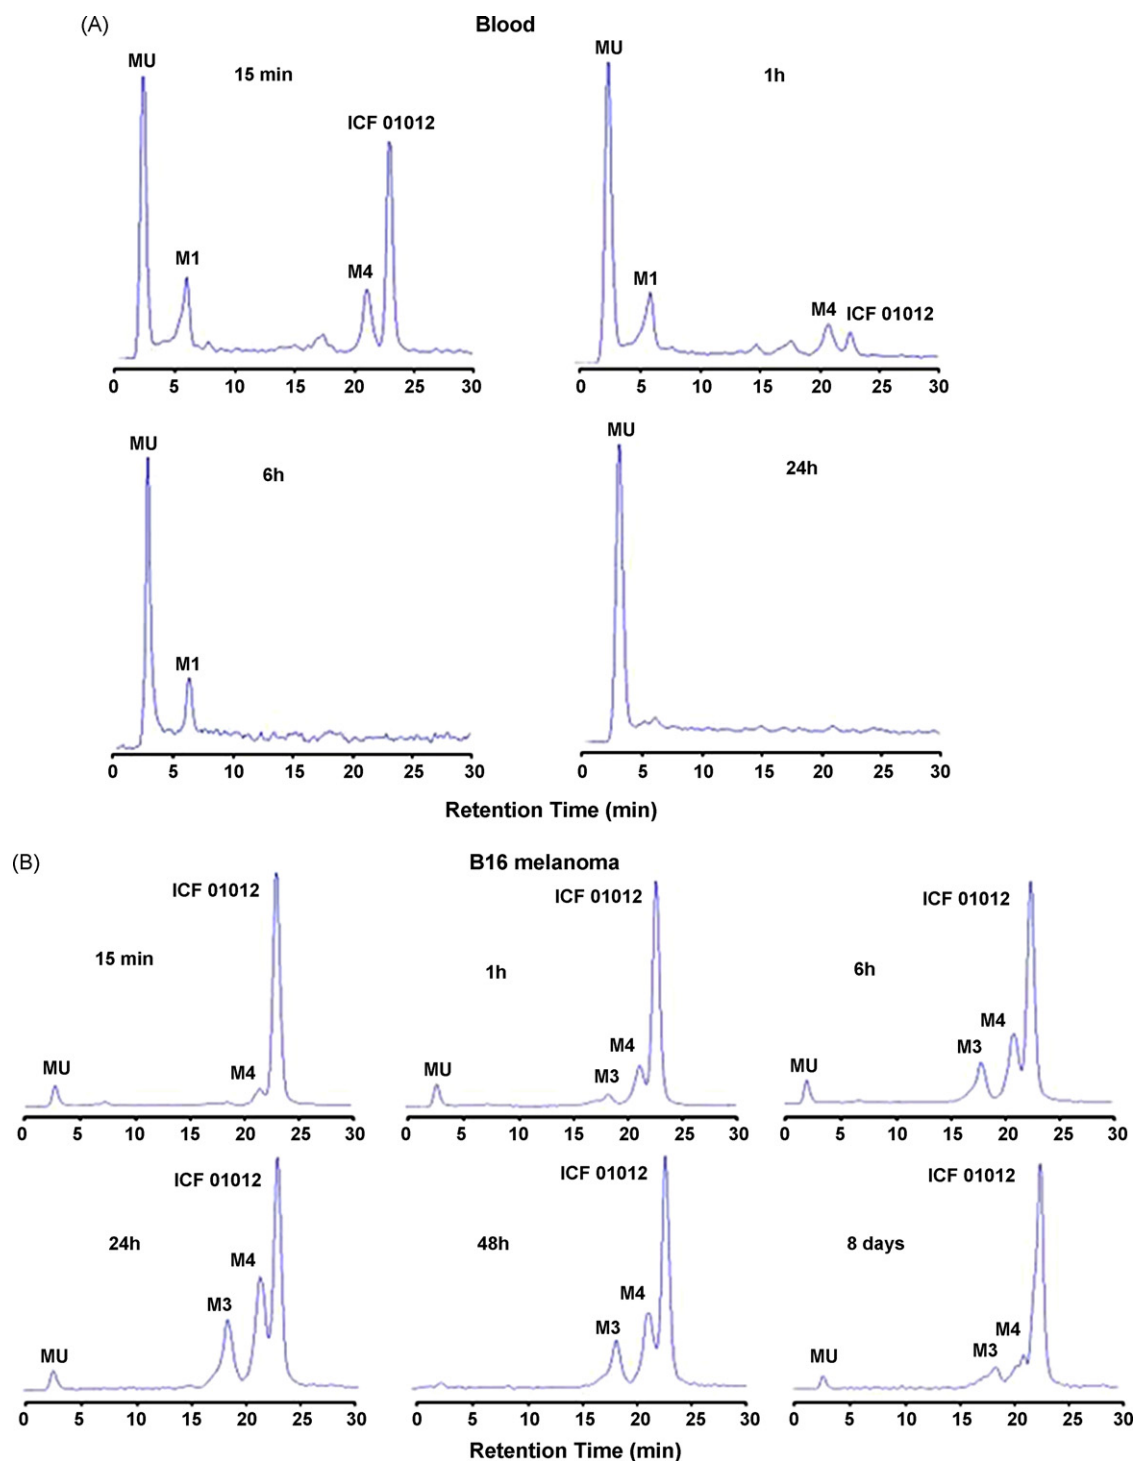 (A)
Blood
MU
15 min
ICF 01012
M1
M4
0 5 10 15 20 25 30
MU
1h
M1
M4
ICF 01012
0 5 10 15 20 25 30
MU
6h
M1
0 5 10 15 20 25 30
MU
24h
0 5 10 15 20 25 30
Retention Time (min)
(B)
B16 melanoma
ICF 01012
15 min
MU
M4
0 5 10 15 20 25 30
ICF 01012
1h
MU
M3
M4
0 5 10 15 20 25 30
ICF 01012
6h
MU
M3
M4
0 5 10 15 20 25 30
ICF 01012
24h
MU
M3
M4
0 5 10 15 20 25 30
ICF 01012
48h
M3
M4
0 5 10 15 20 25 30
ICF 01012
8 days
MU
M3
M4
0 5 10 15 20 25 30
Retention Time (min)